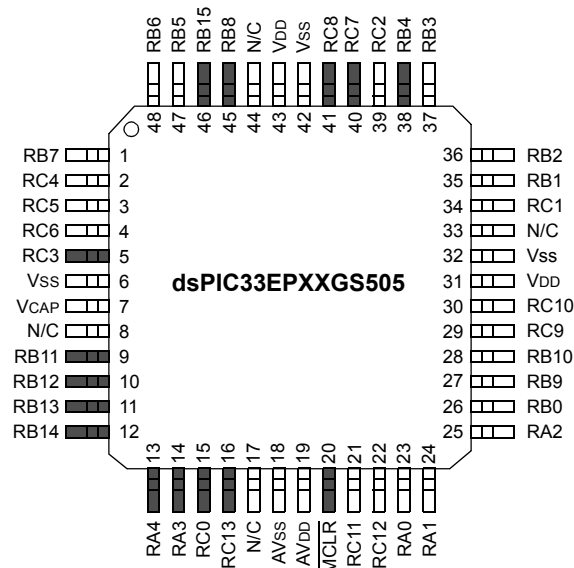 RB6 RB5 RB15 RB8 N/C VDD VSS RC8 RC7 RC2 RB4 RB3
48 47 46 45 44 43 42 41 40 39 38 37
RB7 1 36 RB2
RC4 2 35 RB1
RC5 3 34 RC1
RC6 4 33 N/C
RC3 5 32 Vss
VSS 6 31 VDD
VCAP 7 30 RC10
N/C 8 29 RC9
RB11 9 28 RB10
RB12 10 27 RB9
RB13 11 26 RB0
RB14 12 25 RA2
dsPIC33EPXXGS505
13 14 15 16 17 18 19 20 21 22 23 24
RA4 RA3 RC0 RC13 N/C AVSS AVDD MCLR RC11 RC12 RA0 RA1